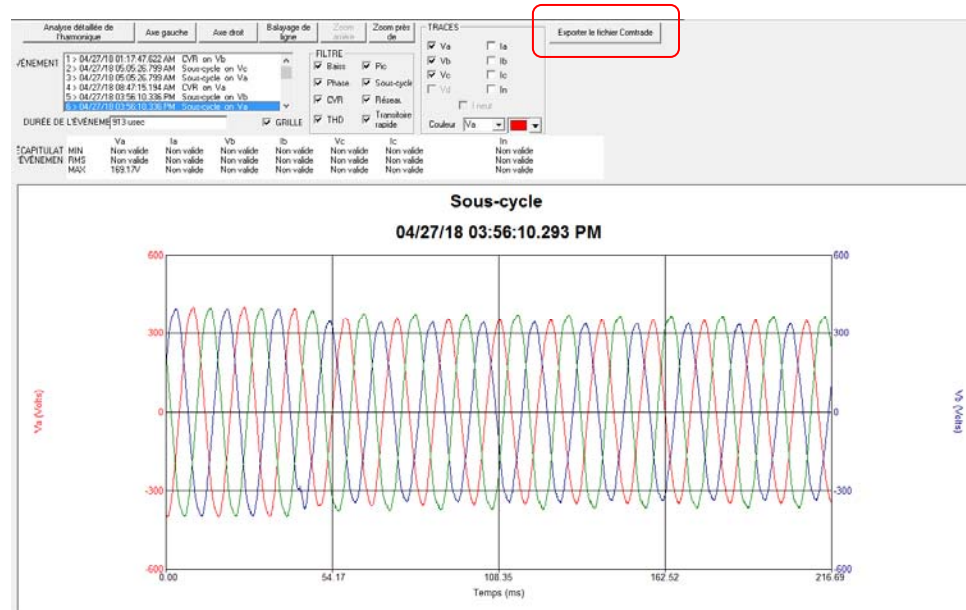 Analyse détaillée de l'harmonique
Axe gauche
Axe droit
Balayage de ligne
Zoom arrière
Zoom près de
TRACES
Exporter le fichier Comtrade
Va
Ia
Vb
Ib
Vc
Ic
Vd
In
I neut
Couleur Va
FILTRE
Baiss
Pic
Phase
Sous-cycle
CVR
Réseau
THD
Transitoire rapide
VÉNEMENT
1 > 04/27/18 01:17:47.622 AM CVR on Vb
2 > 04/27/18 05:05:26.799 AM Sous-cycle on Vc
3 > 04/27/18 05:05:26.799 AM Sous-cycle on Va
4 > 04/27/18 08:47:15.194 AM CVR on Va
5 > 04/27/18 03:56:10.336 PM Sous-cycle on Vb
6 > 04/27/18 03:56:10.336 PM Sous-cycle on Va
DURÉE DE L'ÉVÉNEME 913 usec
GRILLE
Va Ia Vb Ib Vc Ic In
ÉCAPITULAT MIN Non valide Non valide Non valide Non valide Non valide Non valide Non valide
'ÉVÉNEMEN RMS Non valide Non valide Non valide Non valide Non valide Non valide Non valide
MAX 169.17V Non valide Non valide Non valide Non valide Non valide Non valide
Sous-cycle
04/27/18 03:56:10.293 PM
600 600
300 300
0 0
-300 -300
-600 -600
Va (Volts)
Vb (Volts)
0.00 54.17 108.35 162.52 216.69
Temps (ms)